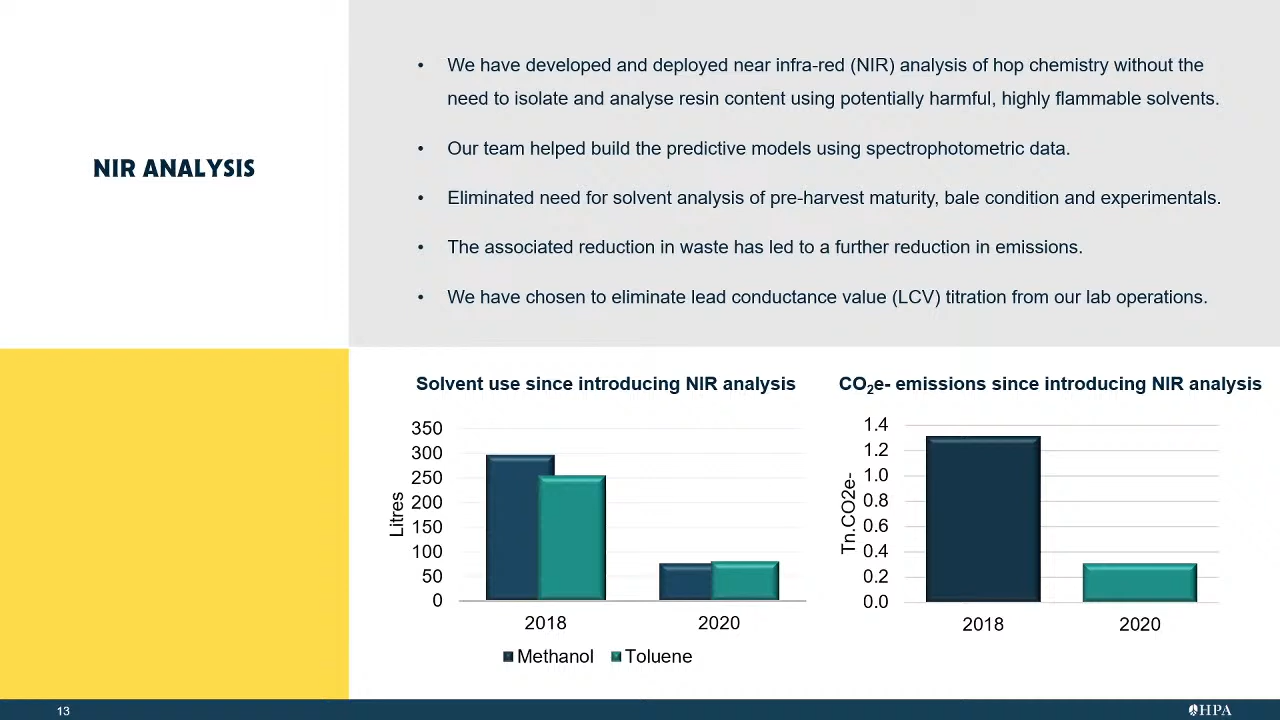 NIR ANALYSIS
• We have developed and deployed near infra-red (NIR) analysis of hop chemistry without the
need to isolate and analyse resin content using potentially harmful, highly flammable solvents.
• Our team helped build the predictive models using spectrophotometric data.
• Eliminated need for solvent analysis of pre-harvest maturity, bale condition and experimentals.
• The associated reduction in waste has led to a further reduction in emissions.
• We have chosen to eliminate lead conductance value (LCV) titration from our lab operations.
Solvent use since introducing NIR analysis
350
300
250
200
150
100
50
0
Litres
2018
2020
Methanol
Toluene
CO₂e- emissions since introducing NIR analysis
1.4
1.2
1.0
0.8
0.6
0.4
0.2
0.0
Tn.CO2e-
2018
2020
13
HPA